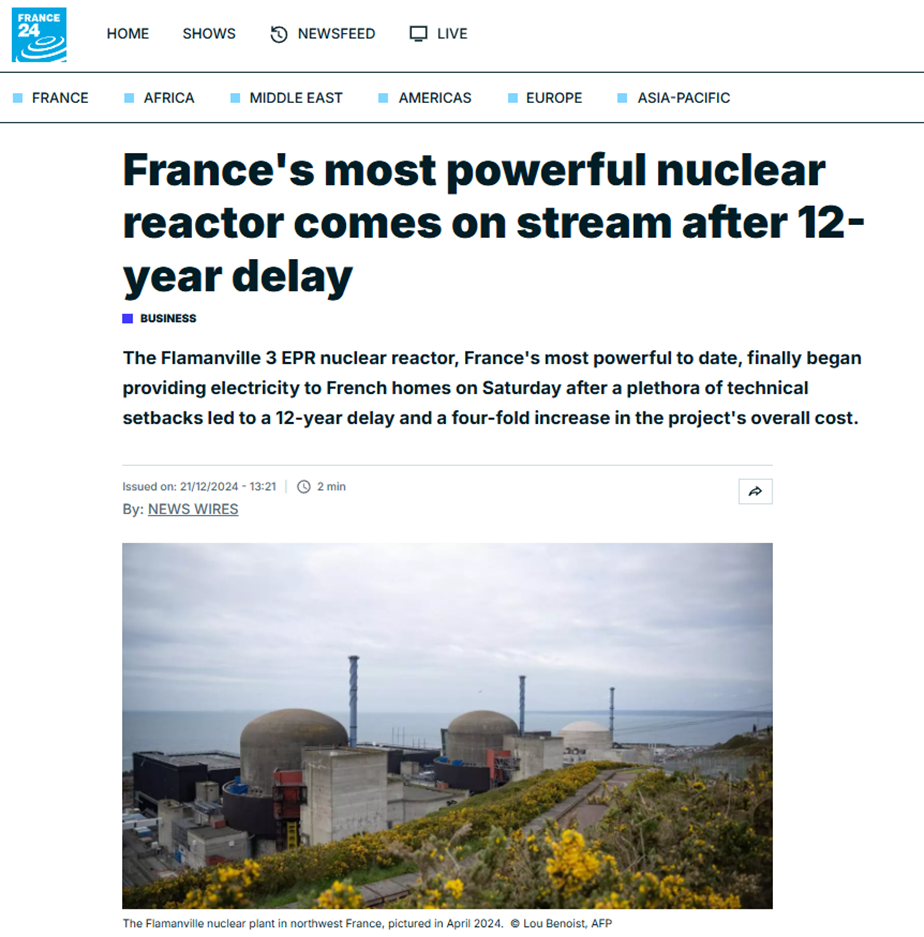 FRANCE
24
HOME
SHOWS
NEWSFEED
LIVE
FRANCE
AFRICA
MIDDLE EAST
AMERICAS
EUROPE
ASIA-PACIFIC
France's most powerful nuclear
reactor comes on stream after 12-
year delay
BUSINESS
The Flamanville 3 EPR nuclear reactor, France's most powerful to date, finally began
providing electricity to French homes on Saturday after a plethora of technical
setbacks led to a 12-year delay and a four-fold increase in the project's overall cost.
Issued on: 21/12/2024 - 13:21
2 min
By: NEWS WIRES
The Flamanville nuclear plant in northwest France, pictured in April 2024. © Lou Benoist, AFP